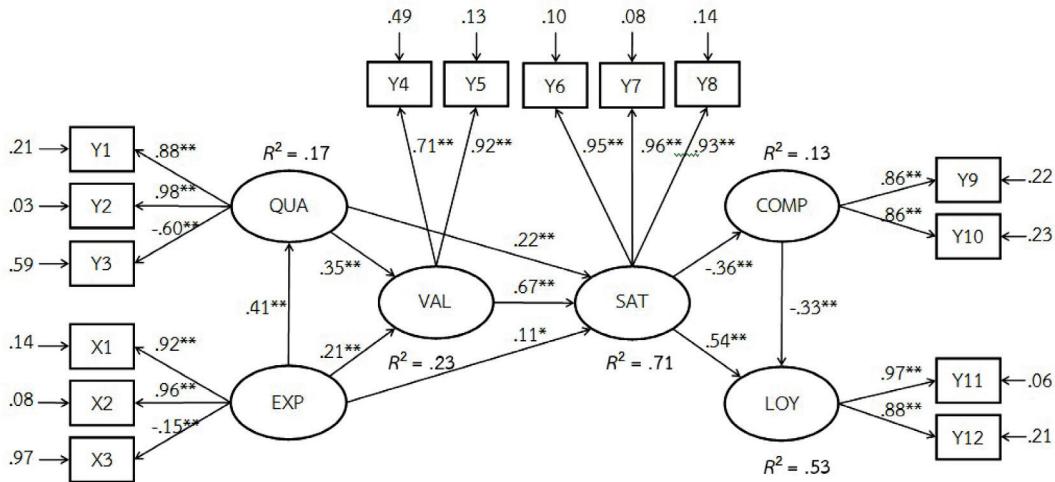 .49 .13 .10 .08 .14
Y4 Y5 Y6 Y7 Y8
.21 Y1 .88** R² = .17 .71** .92** .95** .96** .93** R² = .13
.03 Y2 .98** QUA COMP .86** Y9 .22
.59 Y3 -.60** .86** Y10 .23
.35** .22** -.36**
.41** VAL .67** SAT -.33**
.14 X1 .92** .21** R² = .23 .11* R² = .71 .54**
.08 X2 .96** EXP LOY .97** Y11 .06
.97 X3 -.15** .88** Y12 .21
R² = .53